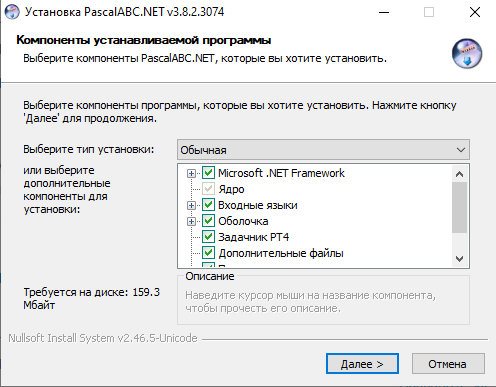 Установка PascalABC.NET v3.8.2.3074
Компоненты устанавливаемой программы
Выберите компоненты PascalABC.NET, которые вы хотите установить.
Выберите компоненты программы, которые вы хотите установить. Нажмите кнопку
'Далее' для продолжения.
Выберите тип установки:
Обычная
или выберите
дополнительные
компоненты для
установки:
Microsoft .NET Framework
Ядро
Входные языки
Оболочка
Задачник PT4
Дополнительные файлы
Требуется на диске: 159.3
Мбайт
Описание
Наведите курсор мыши на название компонента,
чтобы прочесть его описание.
Nullsoft Install System v2.46.5-Unicode
Далее >
Отмена